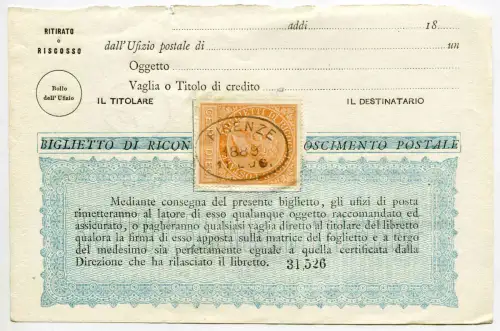 RITIRATO
o
RISCOSSO
addì 18
dall'Ufizio postale di un
Oggetto
Vaglia o Titolo di credito
Bollo
dell'Ufizio
IL TITOLARE IL DESTINATARIO
FIRENZE
BIGLIETTO DI RICONOSCIMENTO POSTALE
Mediante consegna del presente biglietto, gli ufizi di posta
rimetteranno al latore di esso qualunque oggetto raccomandato ed
assicurato, o pagheranno qualsiasi vaglia diretto al titolare del libretto
qualora la firma di esso apposta sulla matrice del foglietto e a tergo
del medesimo sia perfettamente eguale a quella certificata dalla
Direzione che ha rilasciato il libretto. 31,526